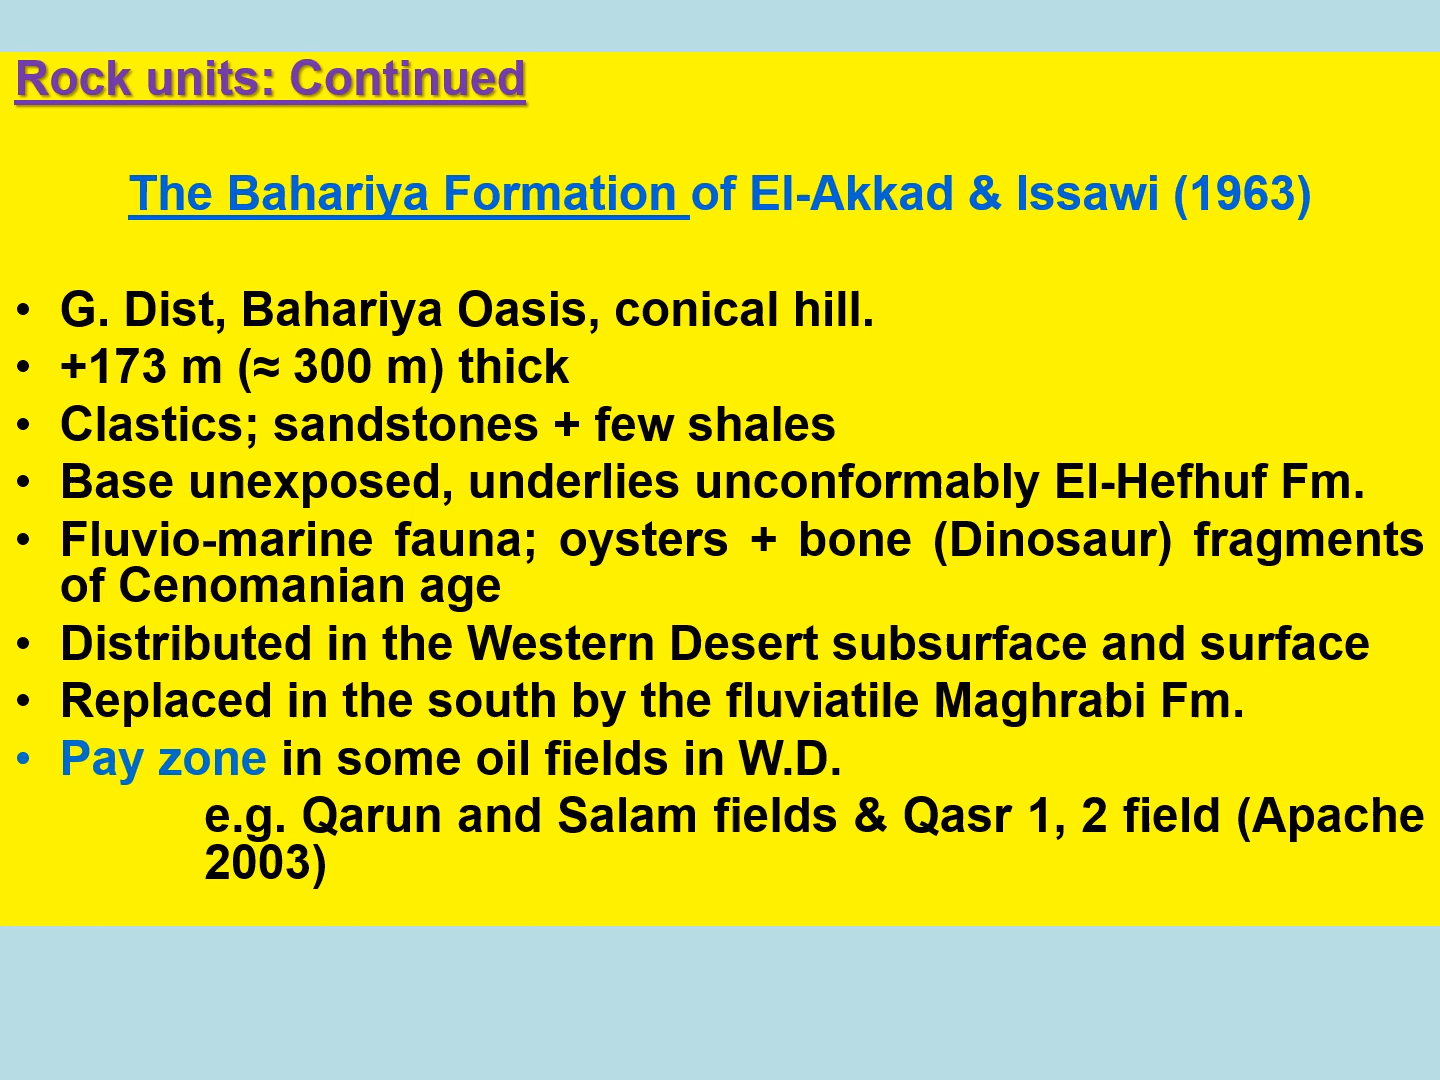 Rock units: Continued
The Bahariya Formation of El-Akkad & Issawi (1963)
• G. Dist, Bahariya Oasis, conical hill.
• +173 m (≈ 300 m) thick
• Clastics; sandstones + few shales
• Base unexposed, underlies unconformably El-Hefhuf Fm.
• Fluvio-marine fauna; oysters + bone (Dinosaur) fragments
of Cenomanian age
• Distributed in the Western Desert subsurface and surface
• Replaced in the south by the fluviatile Maghrabi Fm.
• Pay zone in some oil fields in W.D.
e.g. Qarun and Salam fields & Qasr 1, 2 field (Apache
2003)